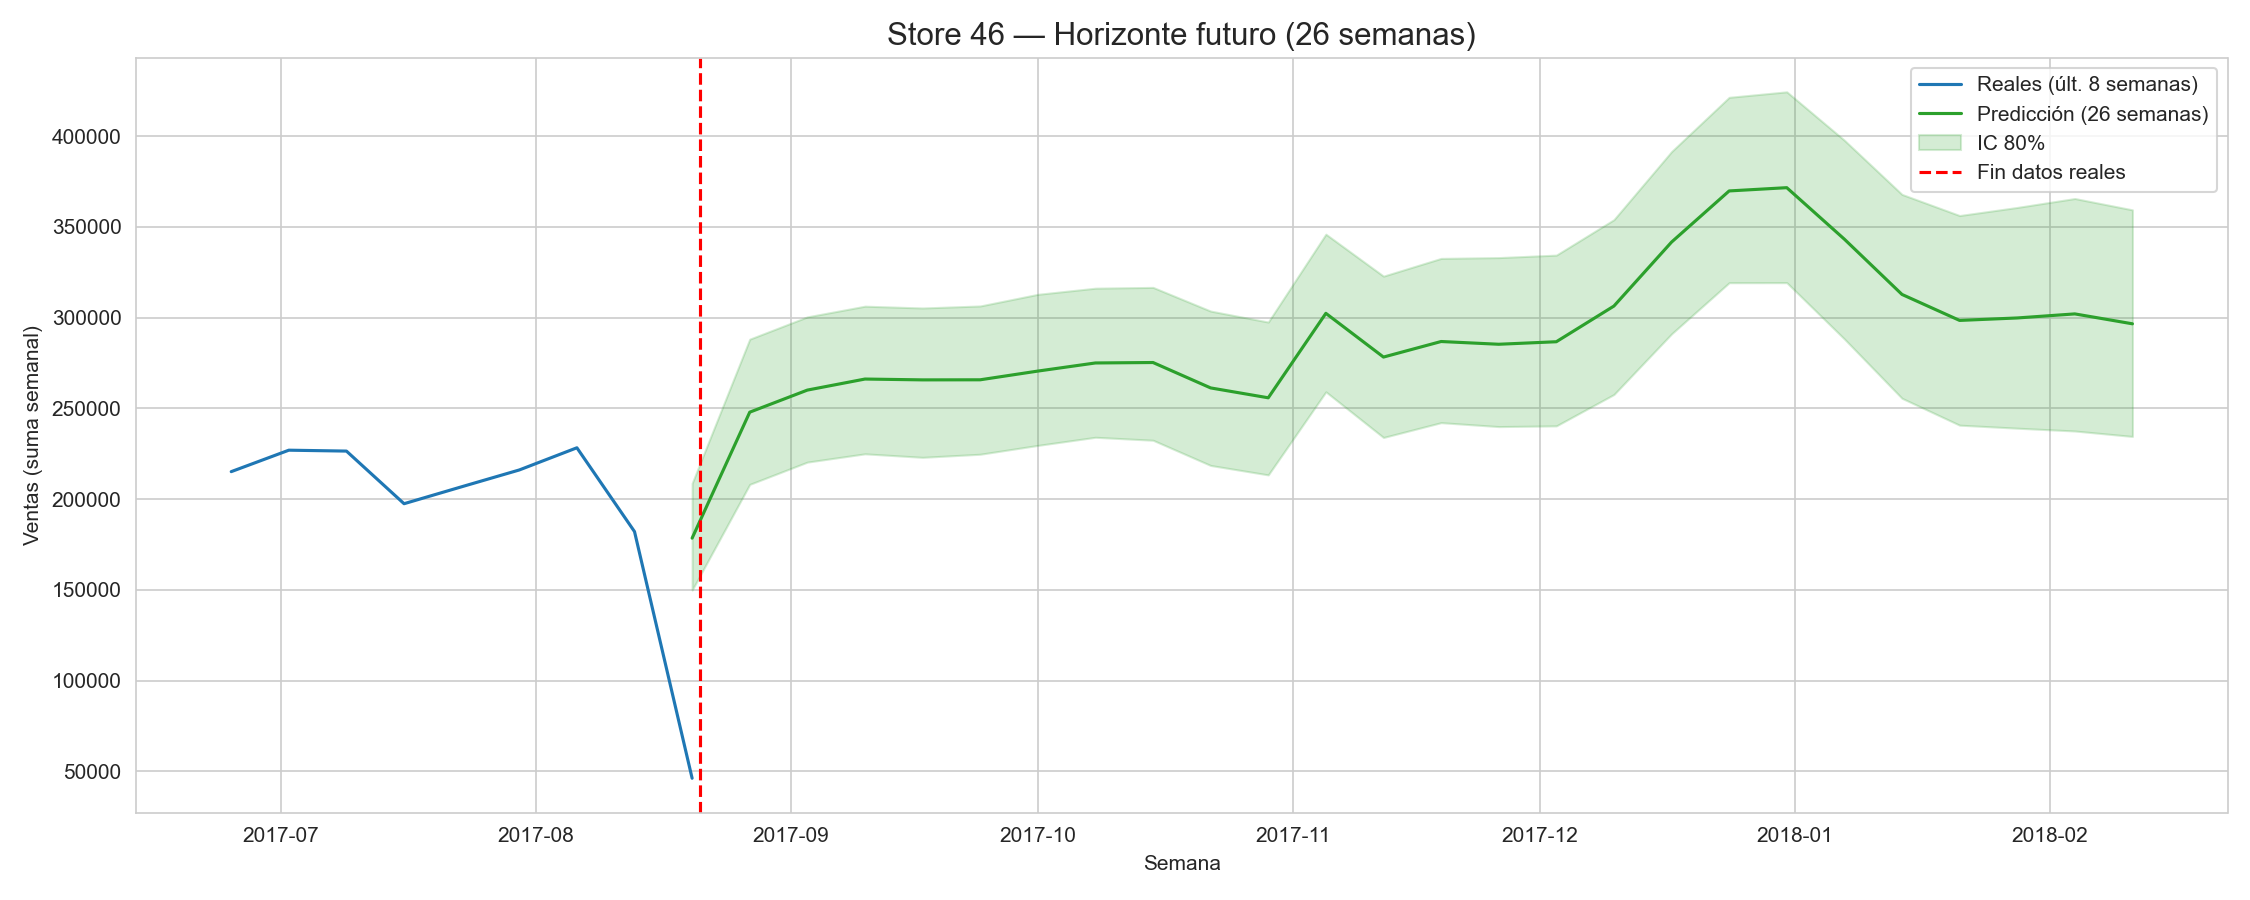 Store 46 — Horizonte futuro (26 semanas)
Reales (últ. 8 semanas)
Predicción (26 semanas)
IC 80%
Fin datos reales
Ventas (suma semanal)
400000
350000
300000
250000
200000
150000
100000
50000
2017-07
2017-08
2017-09
2017-10
2017-11
2017-12
2018-01
2018-02
Semana